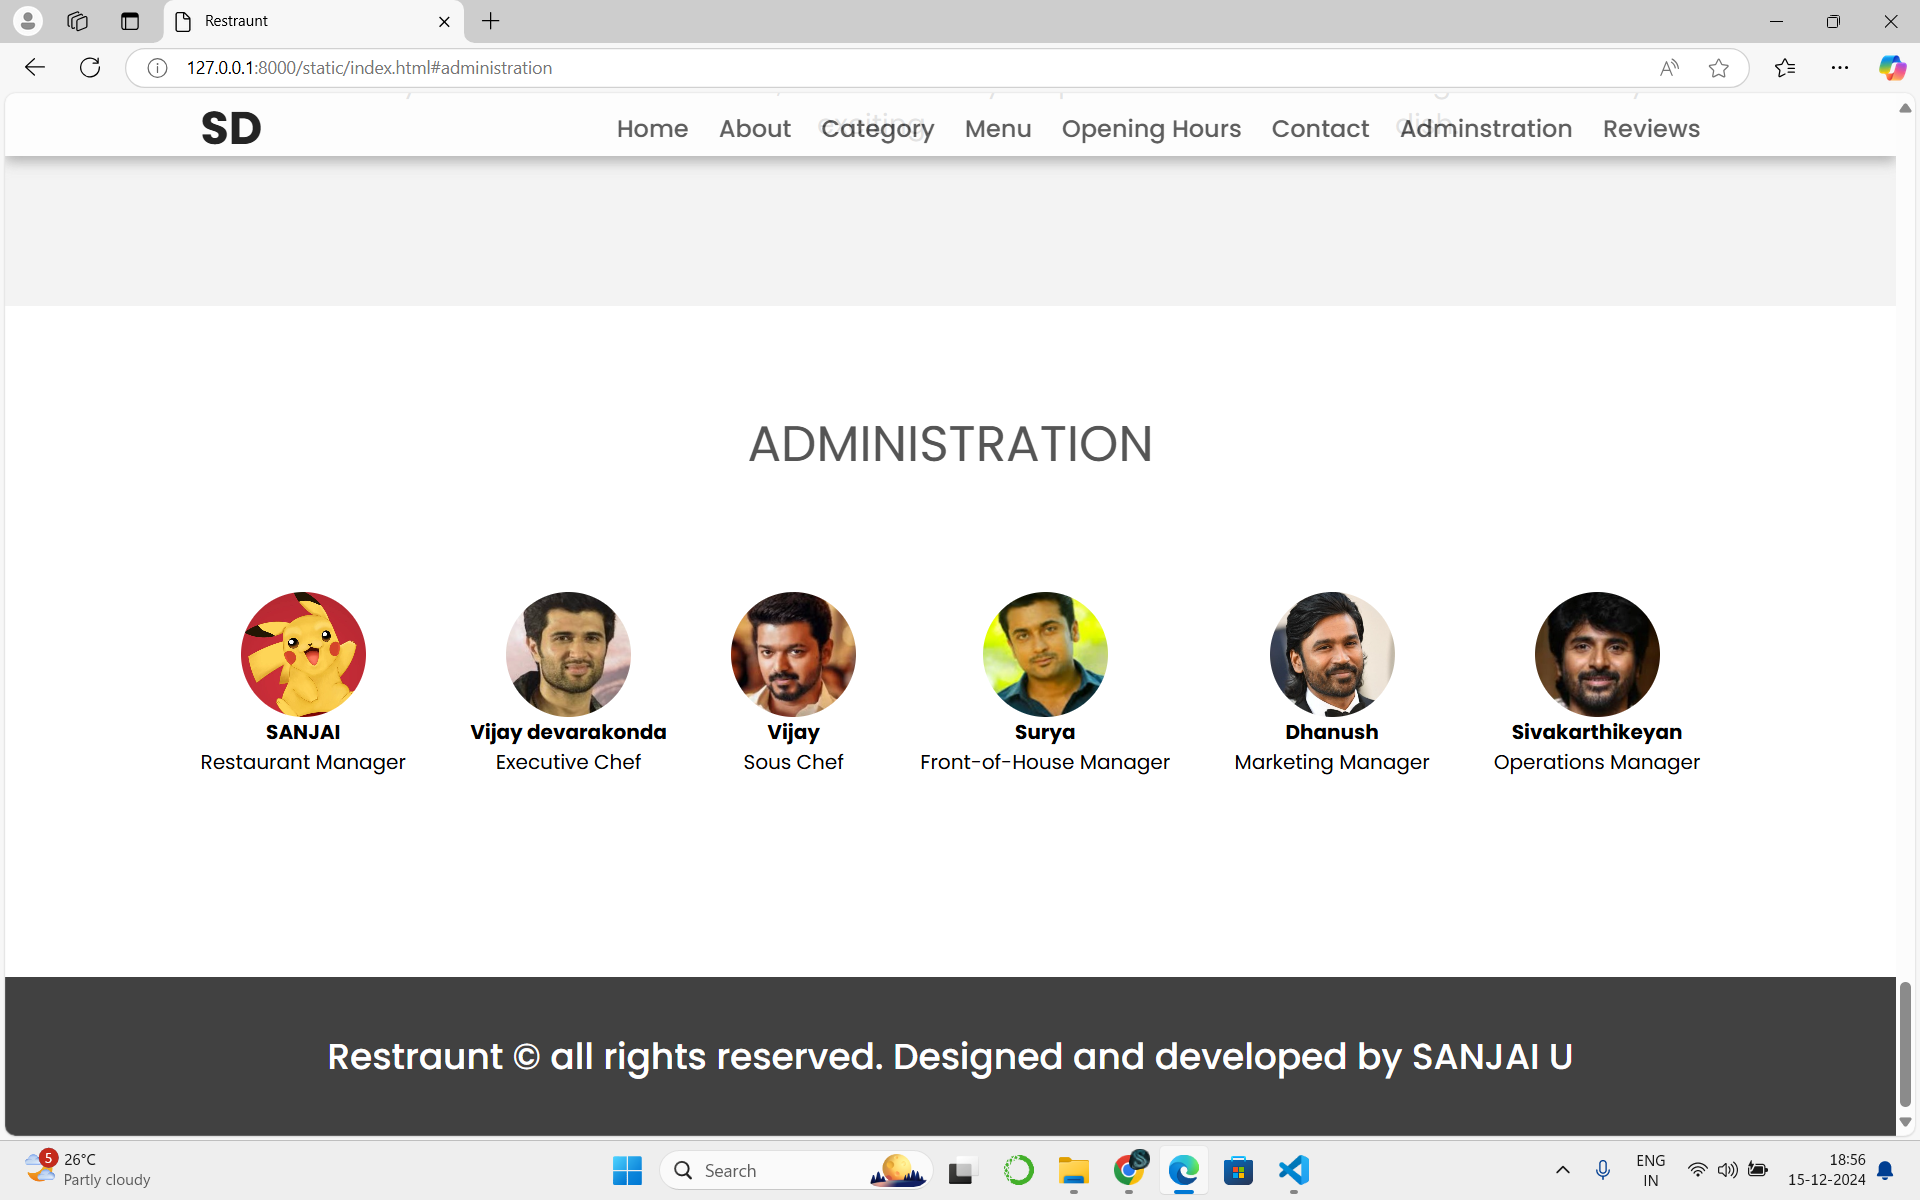 Restraunt
127.0.0.1:8000/static/index.html#administration
exciting
dish
SD
Home About Category Menu Opening Hours Contact Adminstration Reviews
ADMINISTRATION
SANJAI Vijay devarakonda Vijay Surya Dhanush Sivakarthikeyan
Restaurant Manager Executive Chef Sous Chef Front-of-House Manager Marketing Manager Operations Manager
Restraunt © all rights reserved. Designed and developed by SANJAI U
5
26°C
Partly cloudy
Search
ENG
IN
18:56
15-12-2024